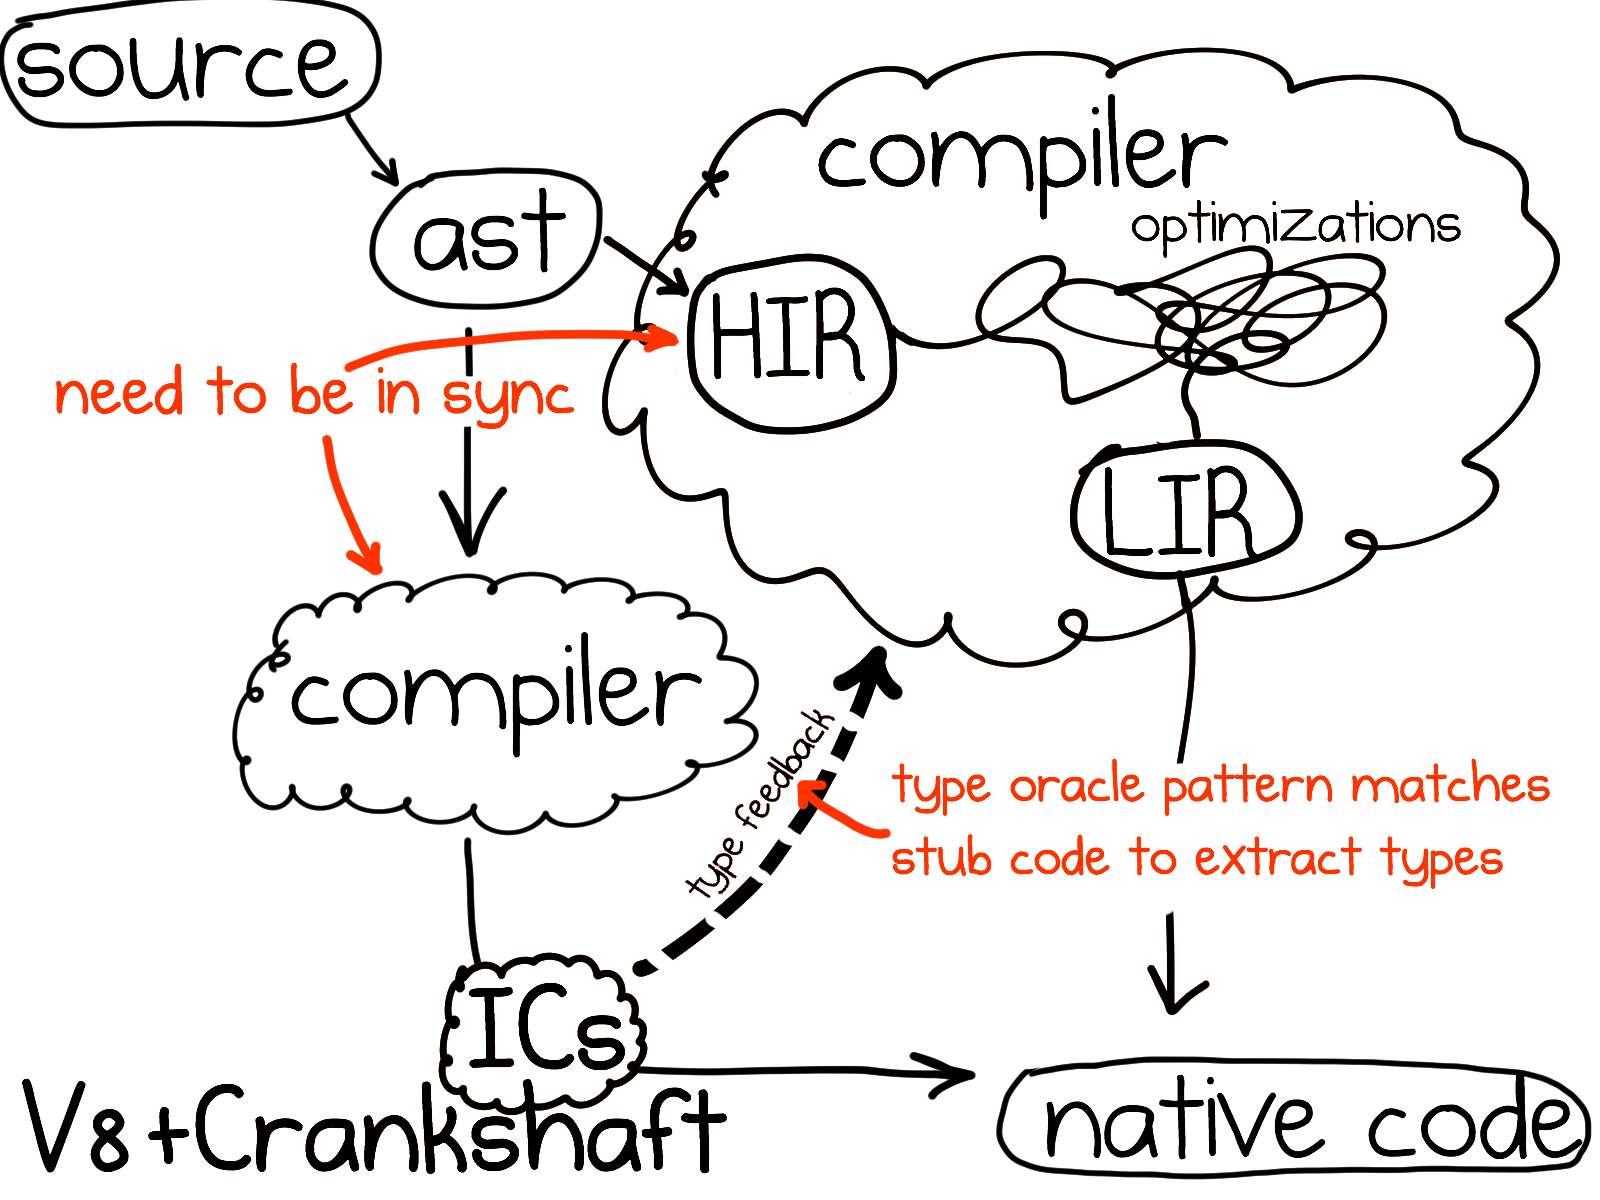 source
ast
compiler
optimizations
HIR
need to be in sync
LIR
compiler
type feedback
type oracle pattern matches
stub code to extract types
ICs
V8+Crankshaft
native code